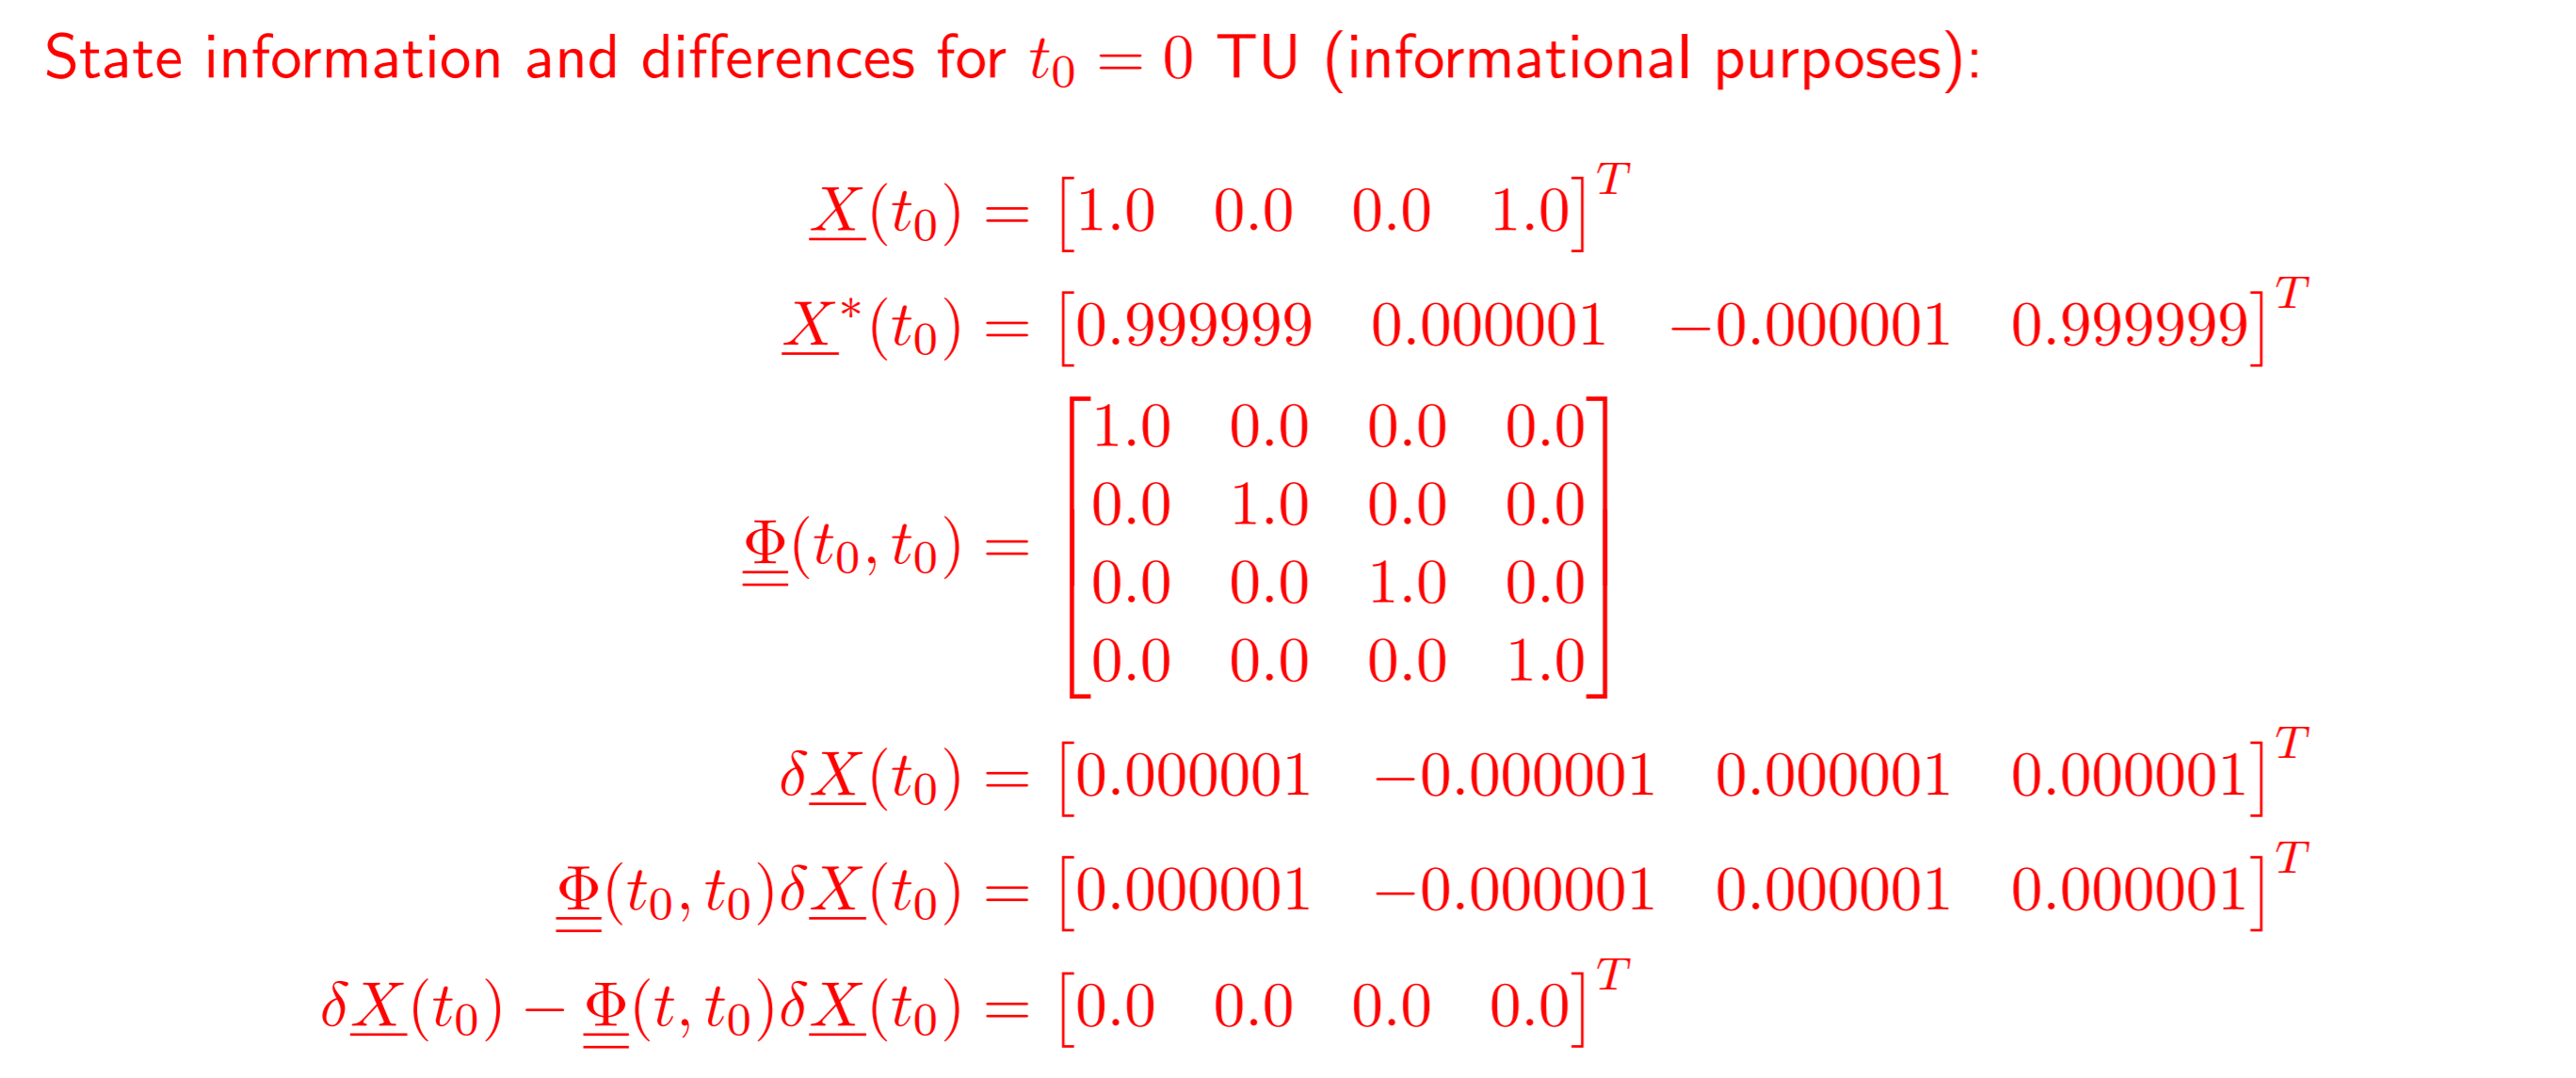 State information and differences for $t_0 = 0$ TU (informational purposes):
$\underline{X}(t_0) = \begin{bmatrix} 1.0 & 0.0 & 0.0 & 1.0 \end{bmatrix}^T$
$\underline{X}^*(t_0) = \begin{bmatrix} 0.999999 & 0.000001 & -0.000001 & 0.999999 \end{bmatrix}^T$
$\underline{\underline{\Phi}}(t_0, t_0) = \begin{bmatrix} 1.0 & 0.0 & 0.0 & 0.0 \\ 0.0 & 1.0 & 0.0 & 0.0 \\ 0.0 & 0.0 & 1.0 & 0.0 \\ 0.0 & 0.0 & 0.0 & 1.0 \end{bmatrix}$
$\delta \underline{X}(t_0) = \begin{bmatrix} 0.000001 & -0.000001 & 0.000001 & 0.000001 \end{bmatrix}^T$
$\underline{\underline{\Phi}}(t_0, t_0) \delta \underline{X}(t_0) = \begin{bmatrix} 0.000001 & -0.000001 & 0.000001 & 0.000001 \end{bmatrix}^T$
$\delta \underline{X}(t_0) - \underline{\underline{\Phi}}(t, t_0) \delta \underline{X}(t_0) = \begin{bmatrix} 0.0 & 0.0 & 0.0 & 0.0 \end{bmatrix}^T$